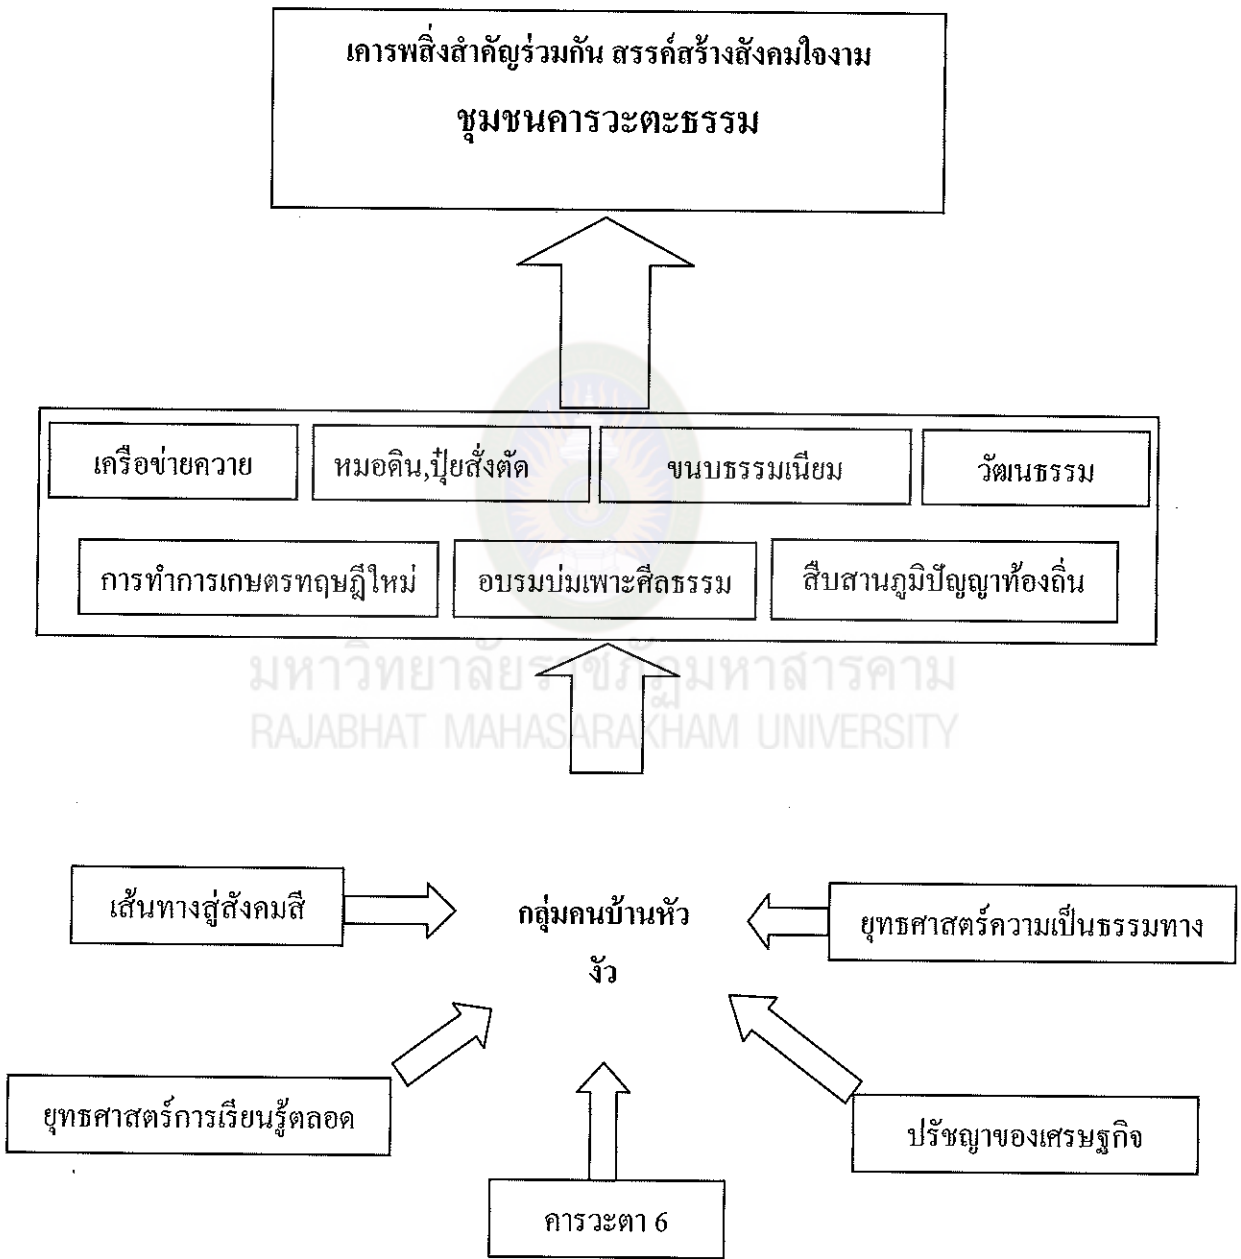 เคารพสิ่งสำคัญร่วมกัน สรรค์สร้างสังคมใจงาม
ชุมชนคารวะตะธรรม
เครือข่ายควาย
หมอดิน,ปุ๋ยสั่งตัด
ขนบธรรมเนียม
วัฒนธรรม
การทำการเกษตรทฤษฎีใหม่
อบรมบ่มเพาะศีลธรรม
สืบสานภูมิปัญญาท้องถิ่น
มหาวิทยาลัยราชภัฏมหาสารคาม
RAJABHAT MAHASARAKHAM UNIVERSITY
เส้นทางสู่สังคมสี
กลุ่มคนบ้านหัว
งัว
ยุทธศาสตร์ความเป็นธรรมทาง
ยุทธศาสตร์การเรียนรู้ตลอด
ปรัชญาของเศรษฐกิจ
คารวะตา 6